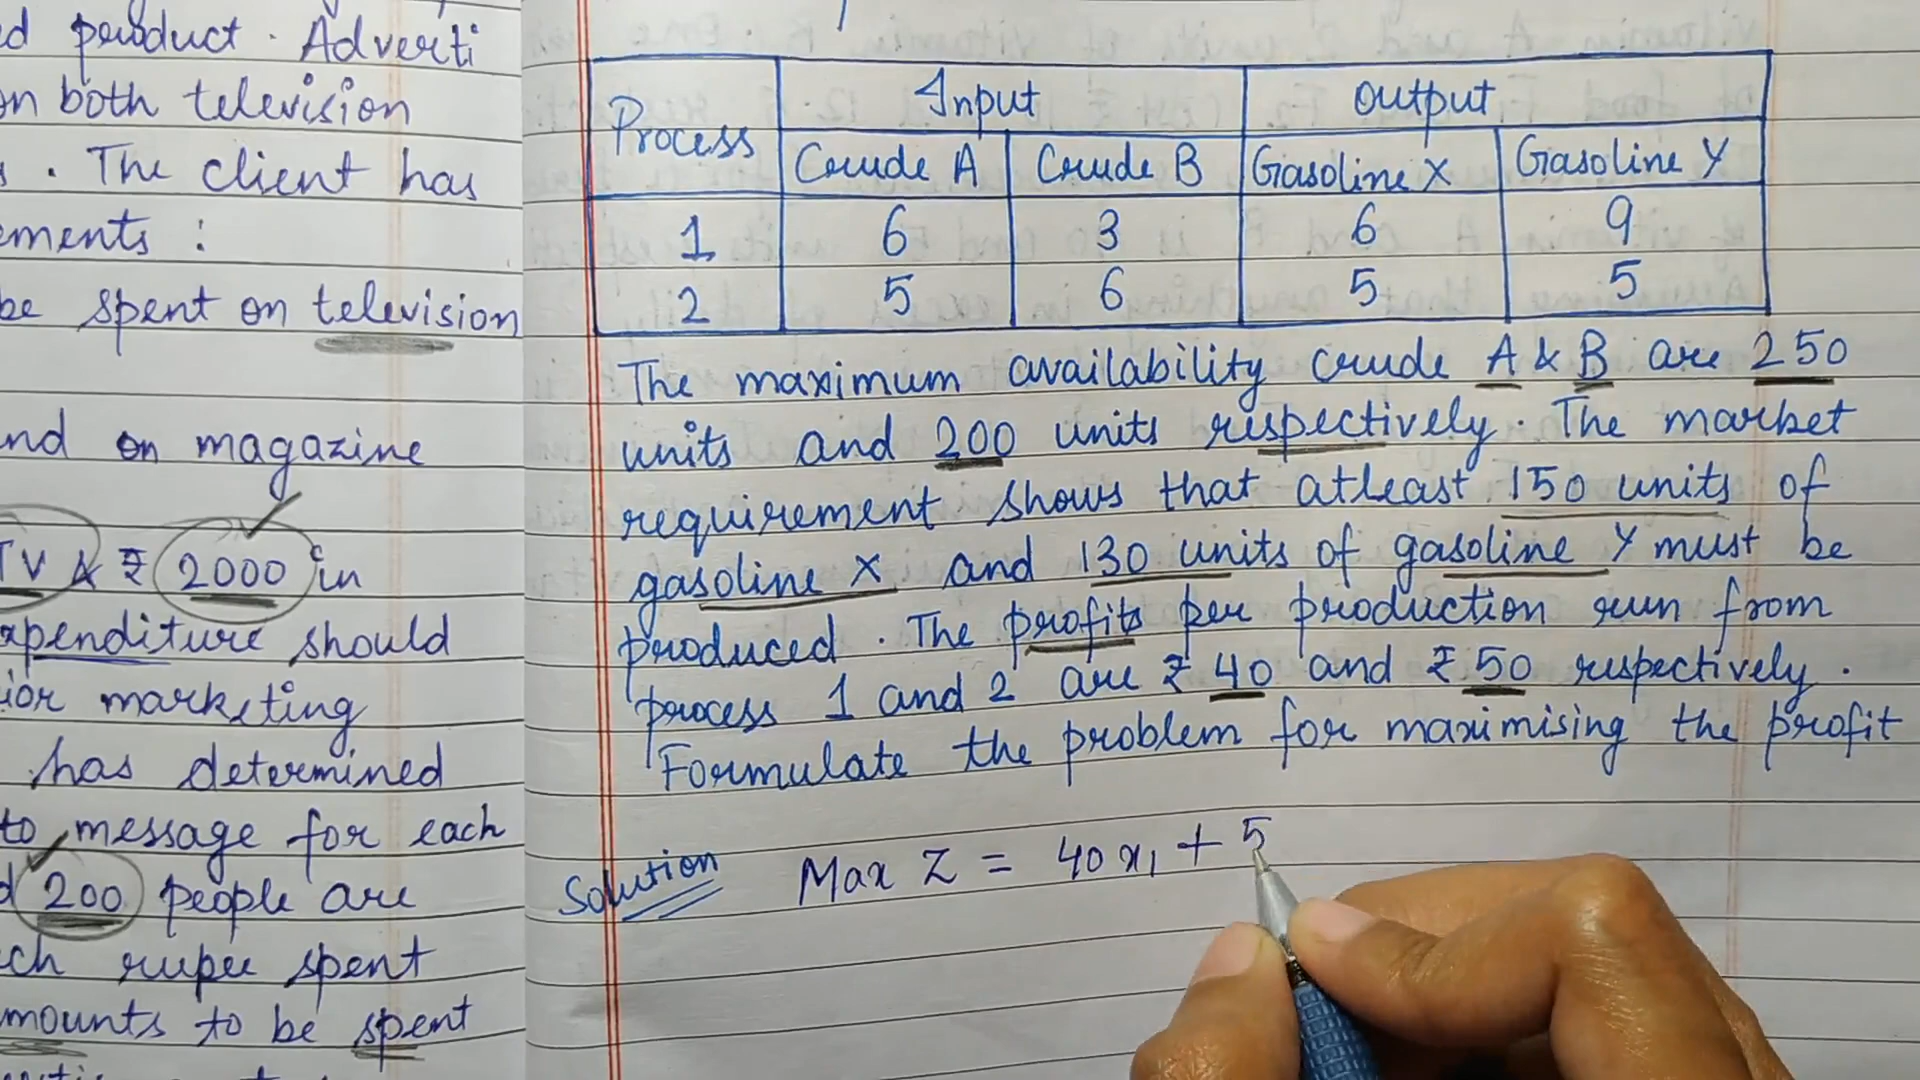 ed product. Adverti
on both television
s. The client has
ements :
be spent on television
nd on magazine
TV & ₹ 2000 in
xpenditure should
ior marketing
has determined
to message for each
d 200 people are
ch rupee spent
mounts to be spent
Process Input Output
Crude A Crude B Gasoline X Gasoline Y
1 6 3 6 9
2 5 6 5 5
The maximum availability crude A & B are 250
units and 200 units respectively. The market
requirement shows that atleast 150 units of
gasoline X and 130 units of gasoline Y must be
produced. The profits per production run from
process 1 and 2 are ₹ 40 and ₹ 50 respectively.
Formulate the problem for maximising the profit
Solution Max Z = 40x₁ + 5